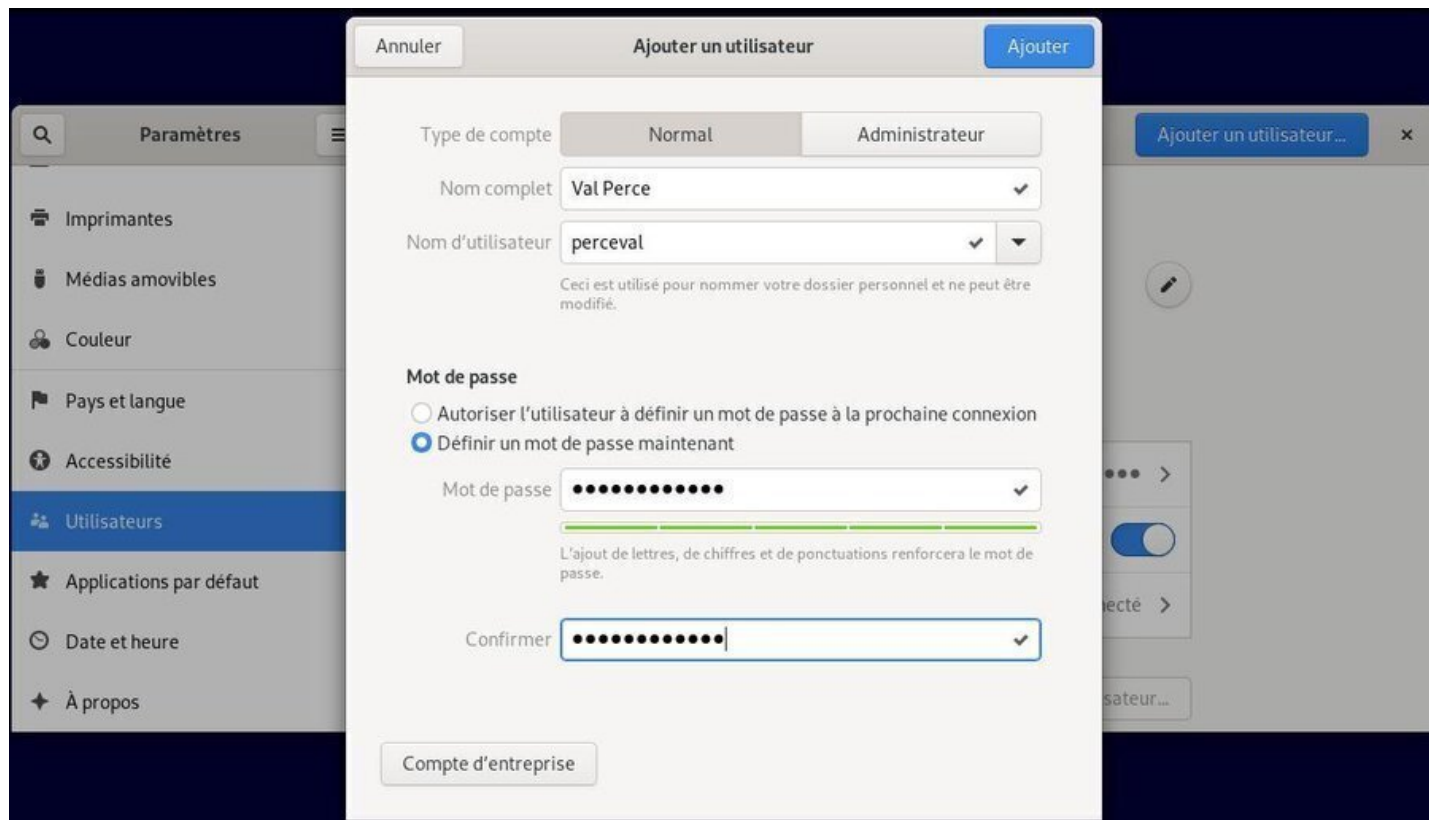 Annuler
Ajouter un utilisateur
Ajouter
Paramètres
Ajouter un utilisateur...
Imprimantes
Médias amovibles
Couleur
Pays et langue
Accessibilité
Utilisateurs
Applications par défaut
Date et heure
À propos
Type de compte
Normal
Administrateur
Nom complet
Val Perce
Nom d'utilisateur
perceval
Ceci est utilisé pour nommer votre dossier personnel et ne peut être
modifié.
Mot de passe
Autoriser l'utilisateur à définir un mot de passe à la prochaine connexion
Définir un mot de passe maintenant
Mot de passe
●●●●●●●●●●●●
L'ajout de lettres, de chiffres et de ponctuations renforcera le mot de
passe.
Confirmer
●●●●●●●●●●●●
Compte d'entreprise